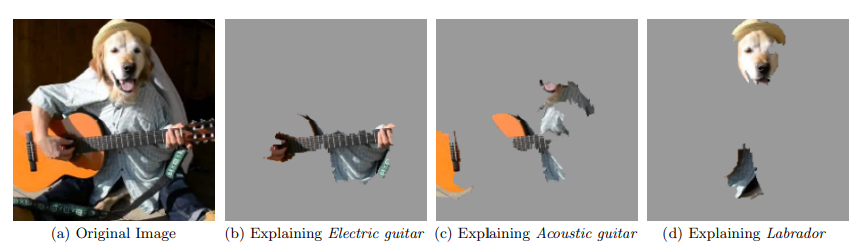 (a) Original Image
(b) Explaining Electric guitar
(c) Explaining Acoustic guitar
(d) Explaining Labrador